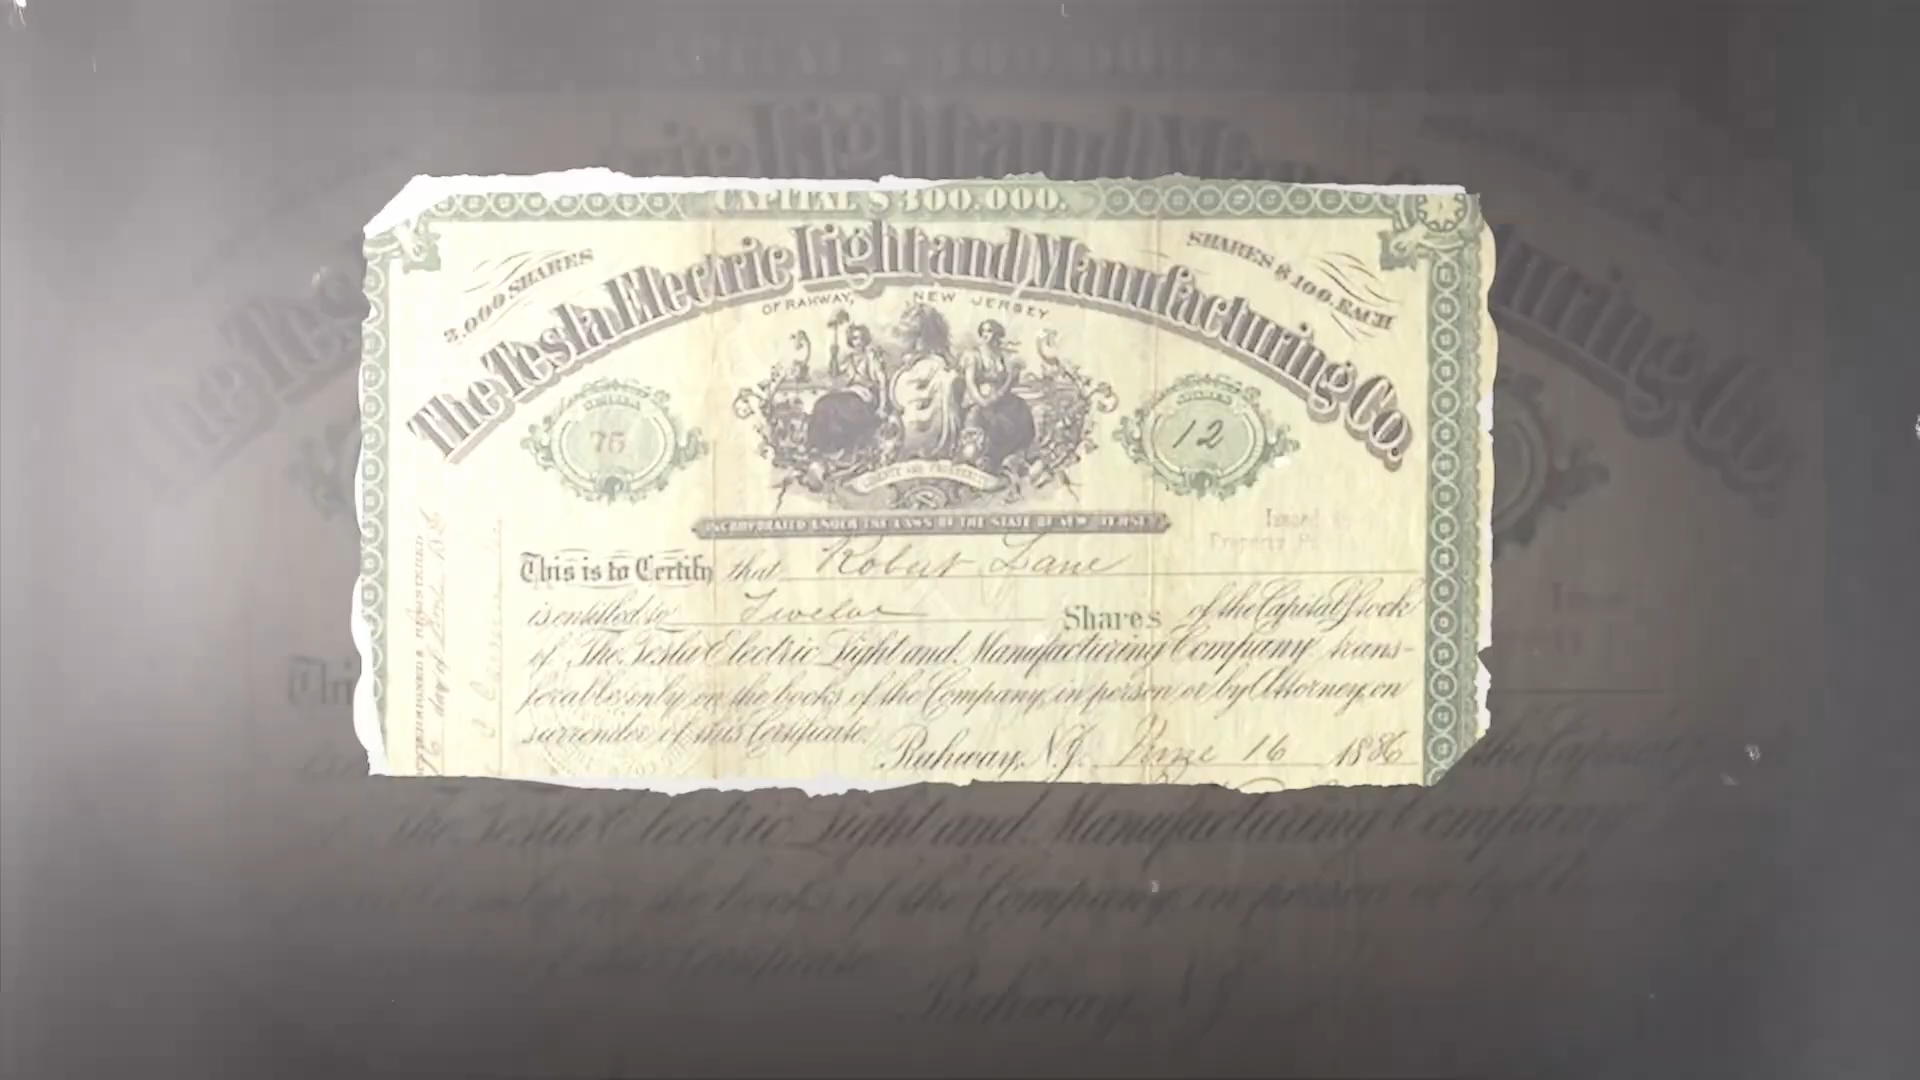 CAPITAL $300,000.
3,000 SHARES
SHARES $100. EACH
The Tesla Electric Light and Manufacturing Co.
OF RAHWAY, NEW JERSEY
75
12
INCORPORATED UNDER THE LAWS OF THE STATE OF NEW JERSEY
Issued
Property
This is to Certify that Robert Lane
is entitled to Twelve Shares of the Capital Stock
of The Tesla Electric Light and Manufacturing Company, trans-
ferable only on the books of the Company, in person or by Attorney, on
surrender of this Certificate.
Rahway, N.J. June 16 1886